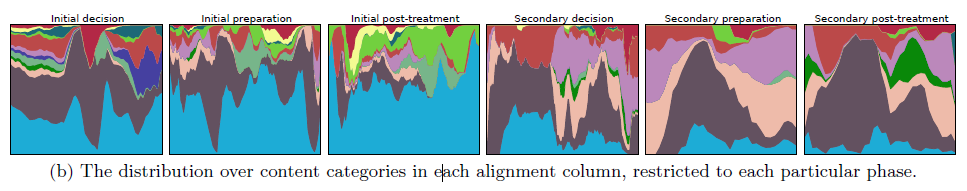 Initial decision Initial preparation Initial post-treatment Secondary decision Secondary preparation Secondary post-treatment
(b) The distribution over content categories in each alignment column, restricted to each particular phase.